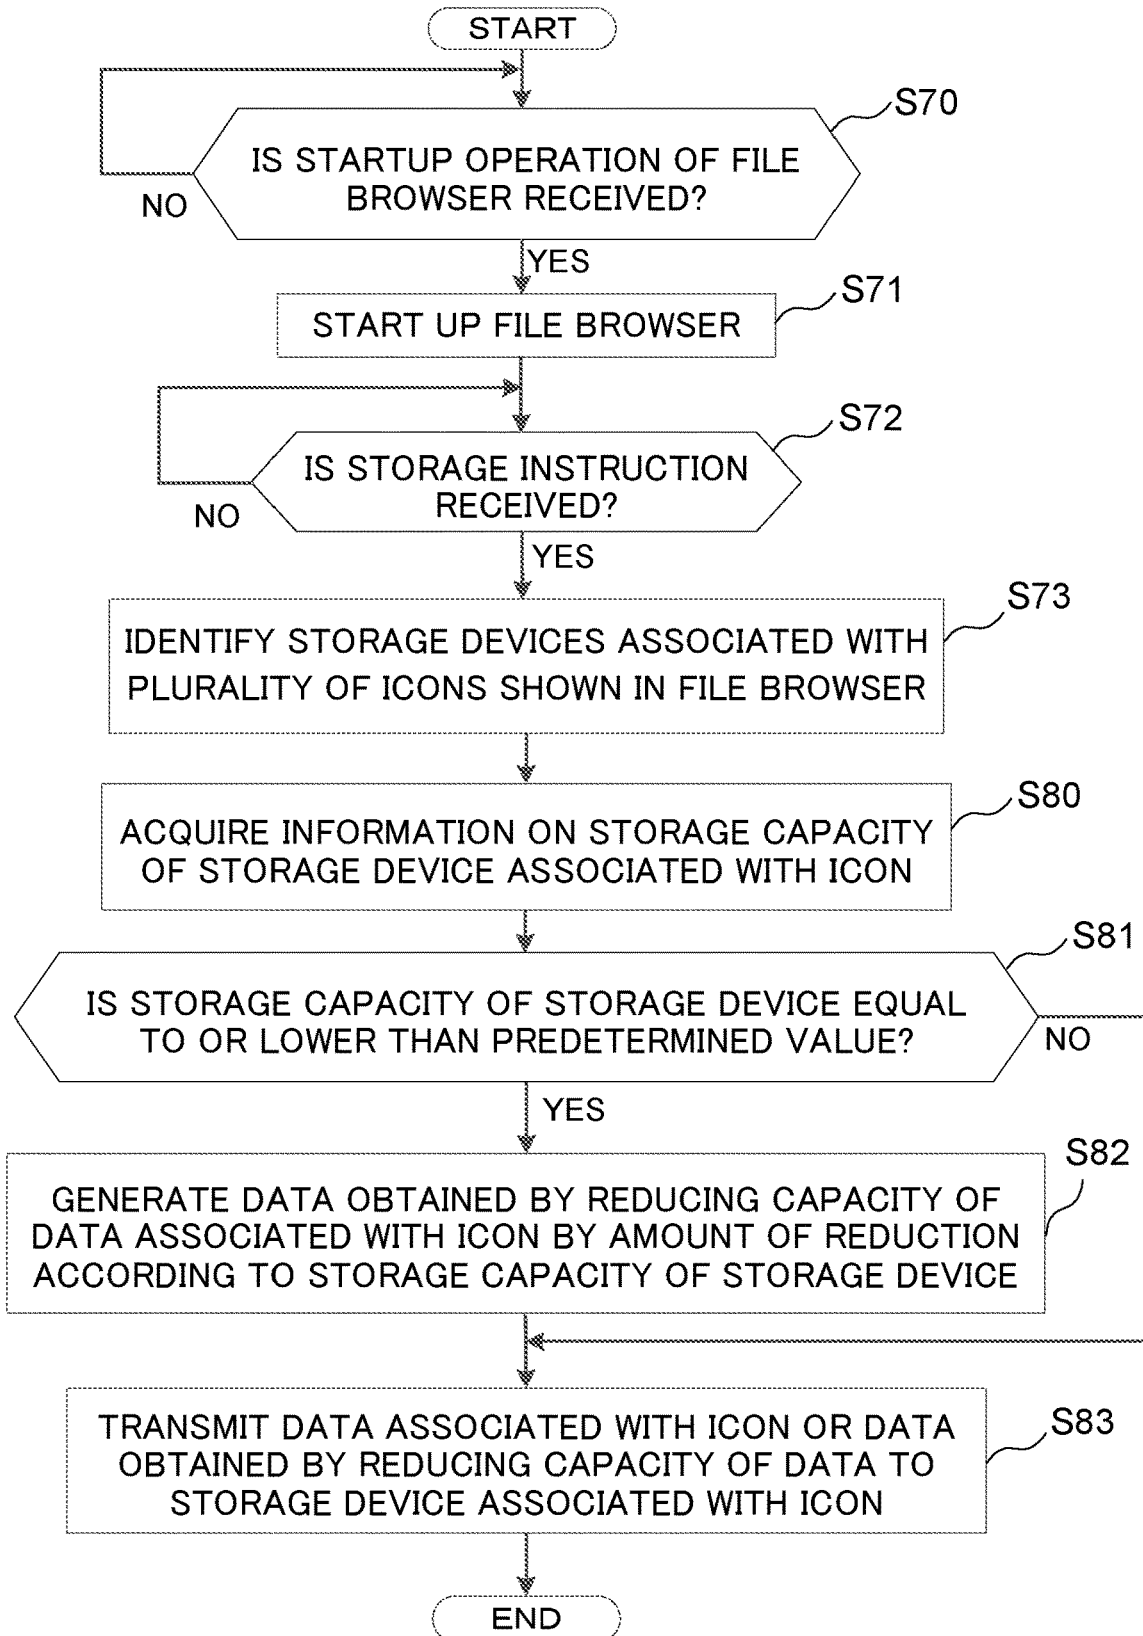 START
S70
IS STARTUP OPERATION OF FILE
BROWSER RECEIVED?
NO
YES
S71
START UP FILE BROWSER
S72
IS STORAGE INSTRUCTION
RECEIVED?
NO
YES
S73
IDENTIFY STORAGE DEVICES ASSOCIATED WITH
PLURALITY OF ICONS SHOWN IN FILE BROWSER
S80
ACQUIRE INFORMATION ON STORAGE CAPACITY
OF STORAGE DEVICE ASSOCIATED WITH ICON
S81
IS STORAGE CAPACITY OF STORAGE DEVICE EQUAL
TO OR LOWER THAN PREDETERMINED VALUE?
NO
YES
S82
GENERATE DATA OBTAINED BY REDUCING CAPACITY OF
DATA ASSOCIATED WITH ICON BY AMOUNT OF REDUCTION
ACCORDING TO STORAGE CAPACITY OF STORAGE DEVICE
S83
TRANSMIT DATA ASSOCIATED WITH ICON OR DATA
OBTAINED BY REDUCING CAPACITY OF DATA TO
STORAGE DEVICE ASSOCIATED WITH ICON
END